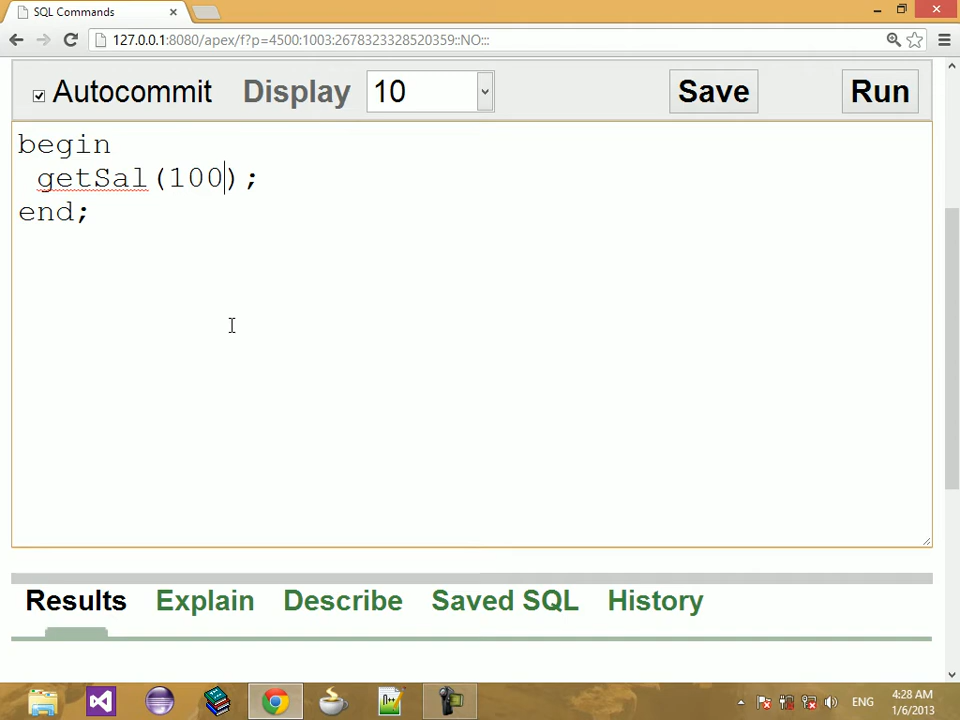 SQL Commands
127.0.0.1:8080/apex/f?p=4500:1003:2678323328520359::NO:::
Autocommit Display 10 Save Run
begin
getSal(100);
end;
Results Explain Describe Saved SQL History
ENG 4:28 AM
1/6/2013